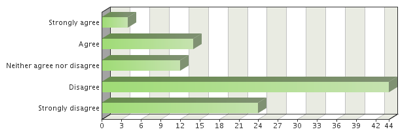 Strongly agree
Agree
Neither agree nor disagree
Disagree
Strongly disagree
0 3 6 9 12 15 18 21 24 27 30 33 36 39 42 44